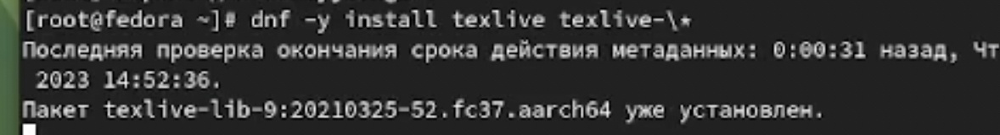 [root@fedora ~]# dnf -y install texlive texlive-\*
Последняя проверка окончания срока действия метаданных: 0:00:31 назад, Чт
2023 14:52:36.
Пакет texlive-lib-9:20210325-52.fc37.aarch64 уже установлен.